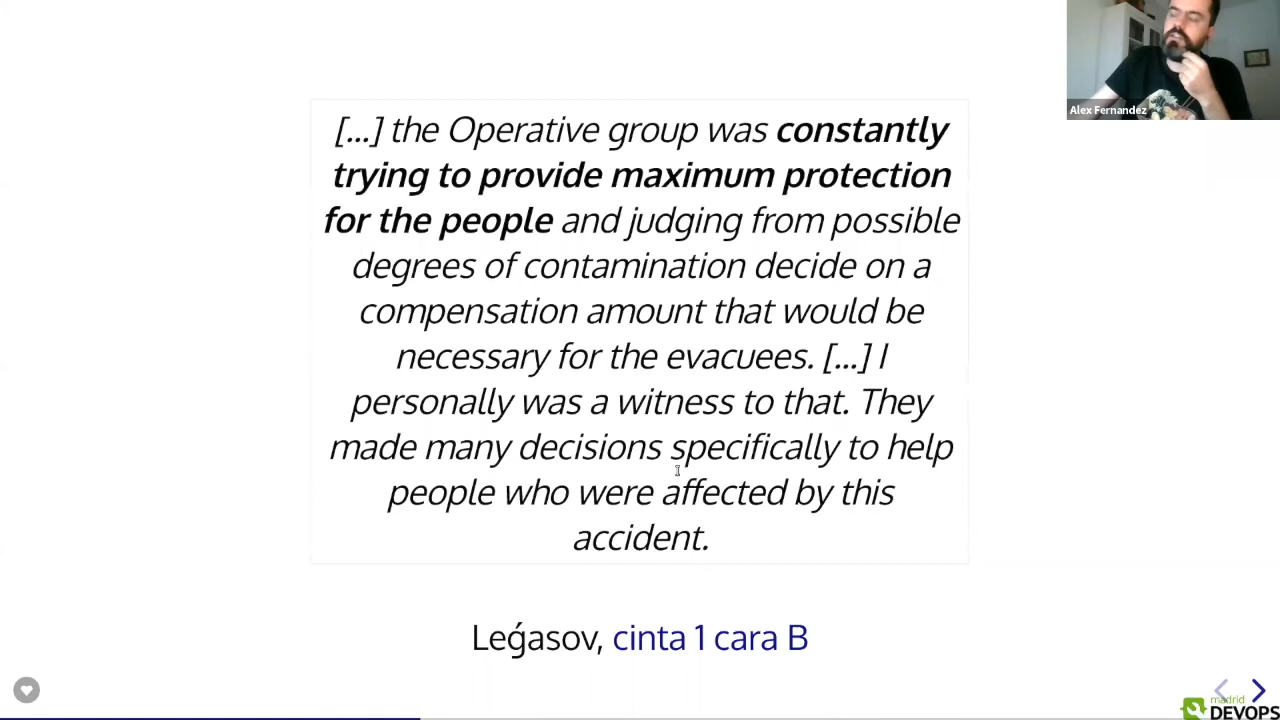 Alex Fernandez
[...] the Operative group was constantly
trying to provide maximum protection
for the people and judging from possible
degrees of contamination decide on a
compensation amount that would be
necessary for the evacuees. [...] I
personally was a witness to that. They
made many decisions specifically to help
people who were affected by this
accident.
Leǵasov, cinta 1 cara B
madrid
DEVOPS